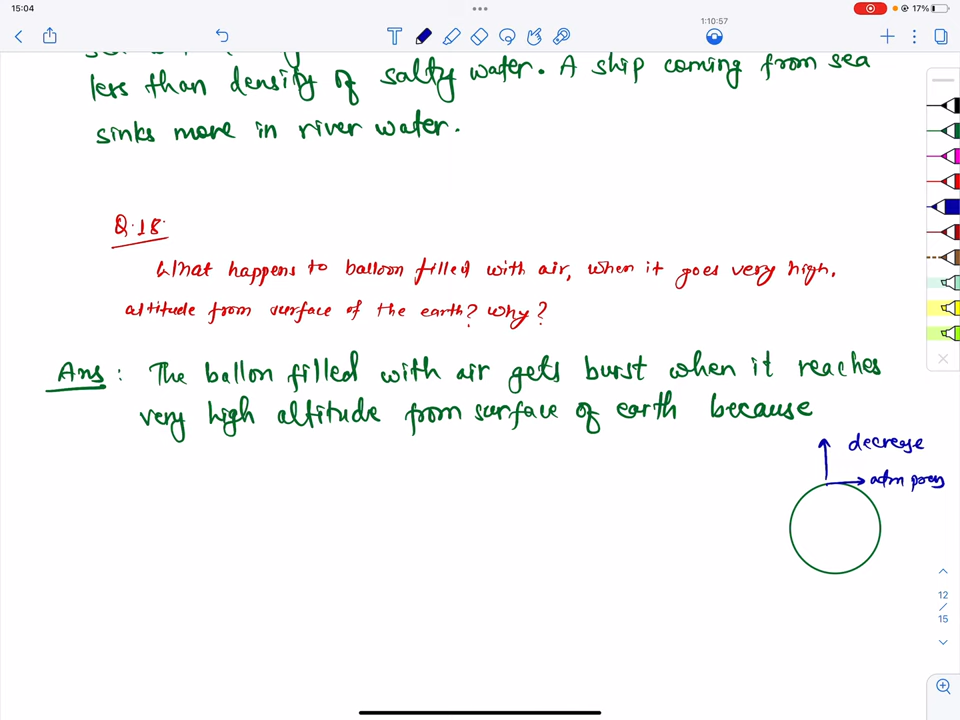 15:04
1:10:57
17%
less than density of salty water. A ship coming from sea
sinks more in river water.
Q.18.
What happens to balloon filled with air, when it goes very high,
altitude from surface of the earth? why?
Ans : The ballon filled with air gets burst when it reaches
very high altitude from surface of earth because
decrease
atm pres
12
/
15